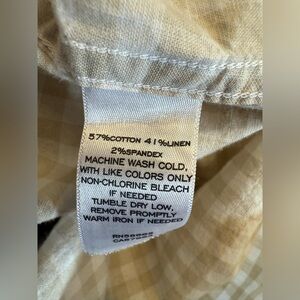 57%COTTON 41%LINEN
2%SPANDEX
MACHINE WASH COLD,
WITH LIKE COLORS ONLY
NON-CHLORINE BLEACH
IF NEEDED
TUMBLE DRY LOW,
REMOVE PROMPTLY
WARM IRON IF NEEDED